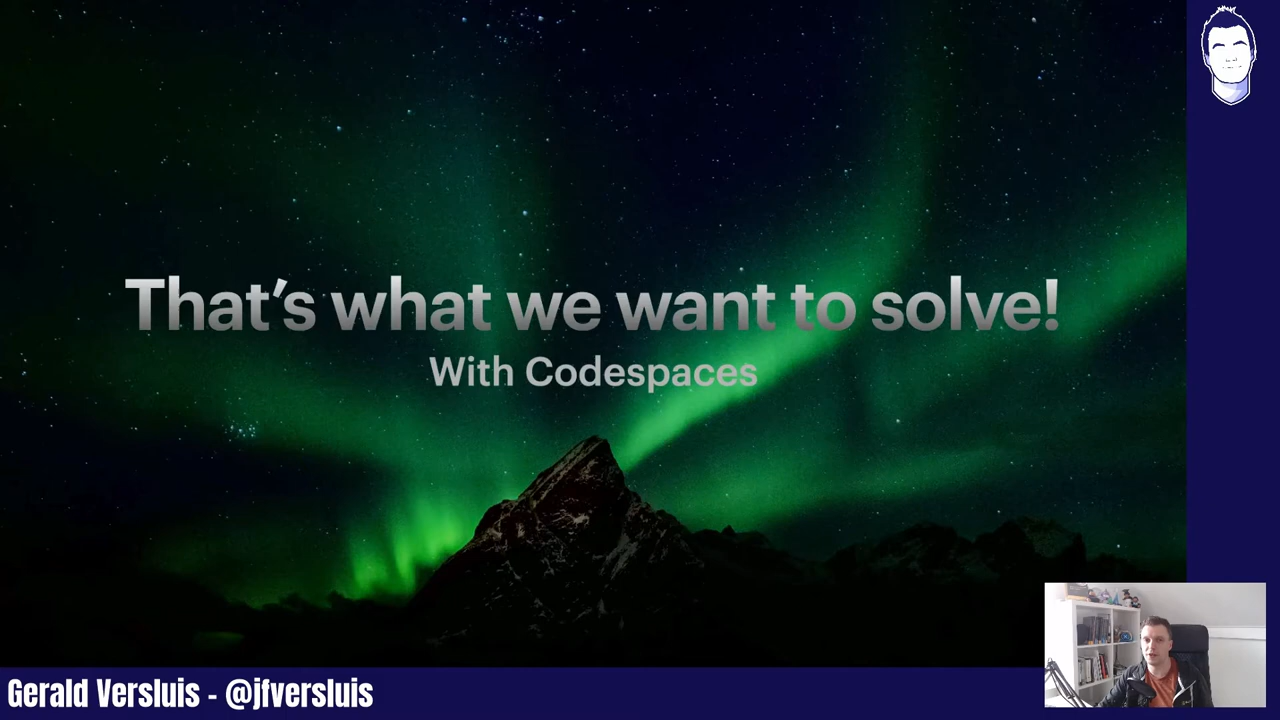 That's what we want to solve!
With Codespaces
Gerald Versluis - @jfversluis